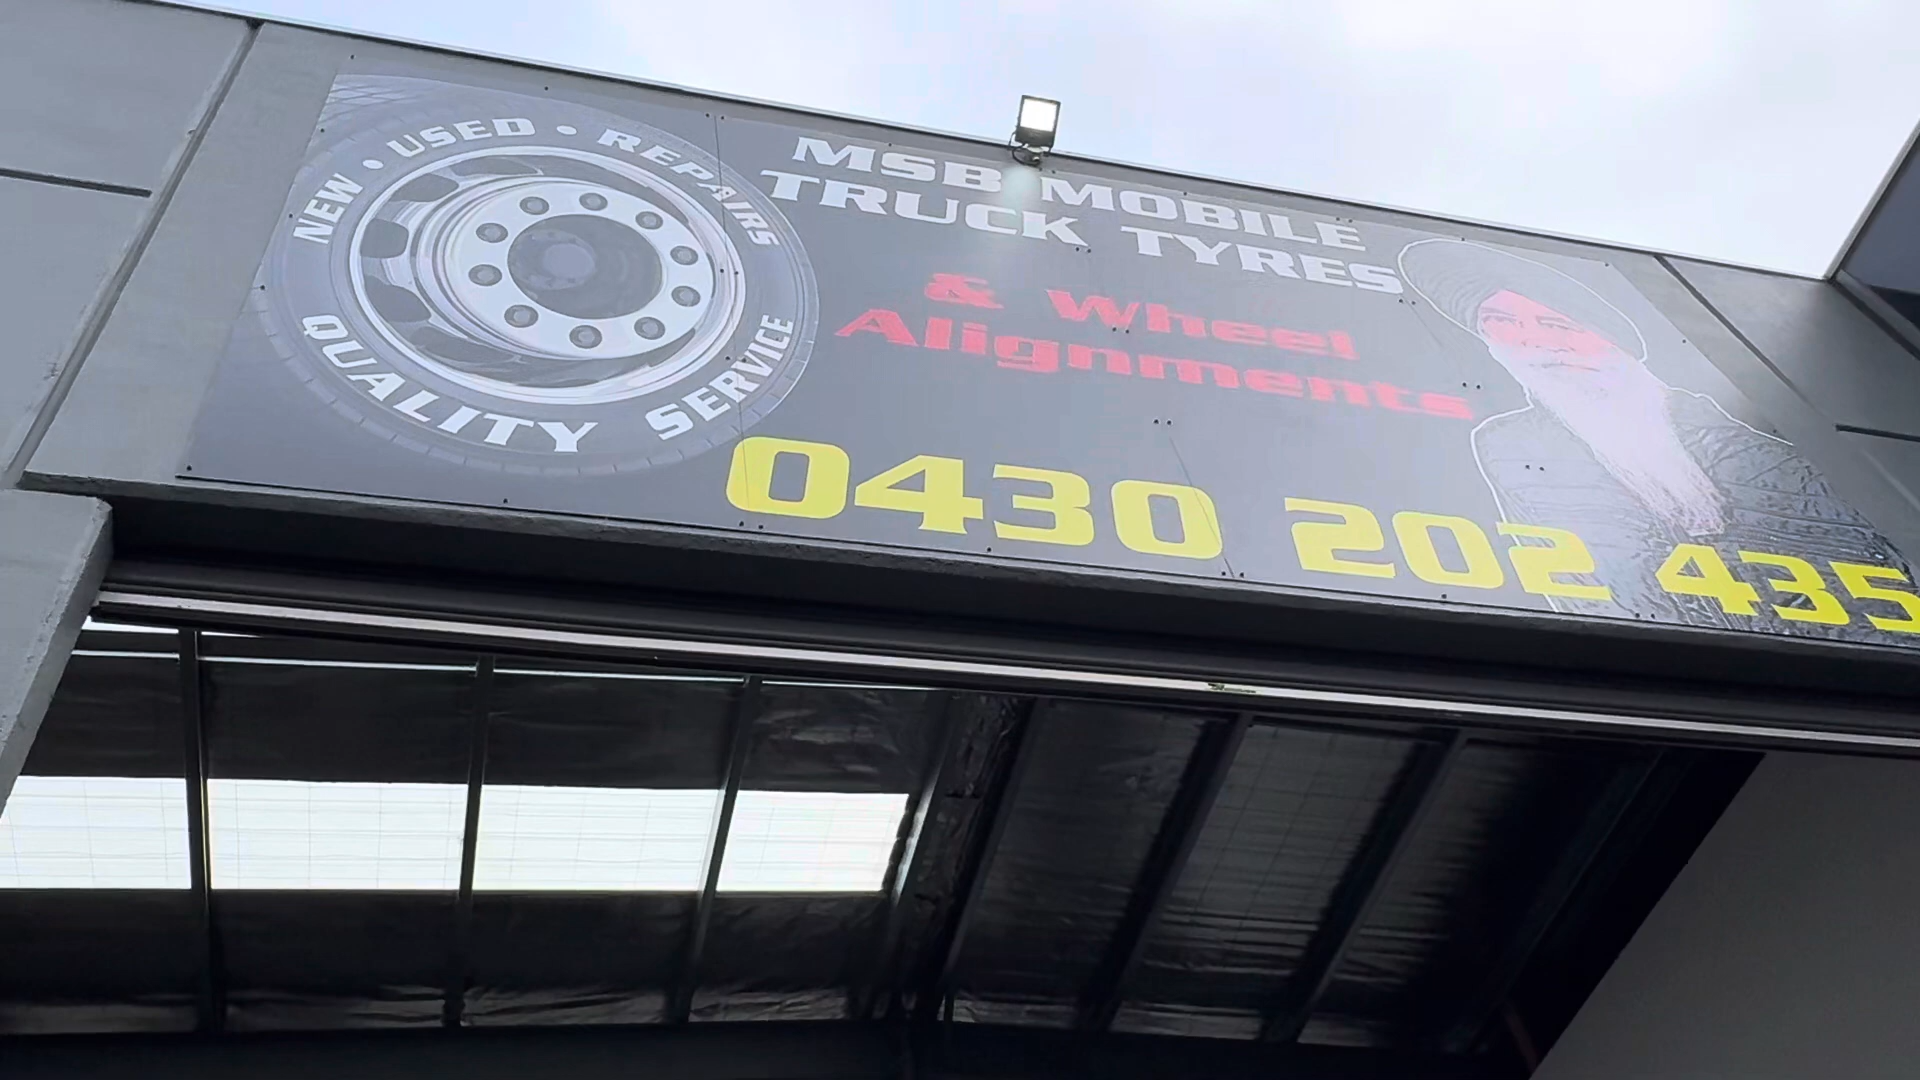 NEW • USED • REPAIRS
QUALITY SERVICE
MSB MOBILE
TRUCK TYRES
& Wheel
Alignments
0430 202 435